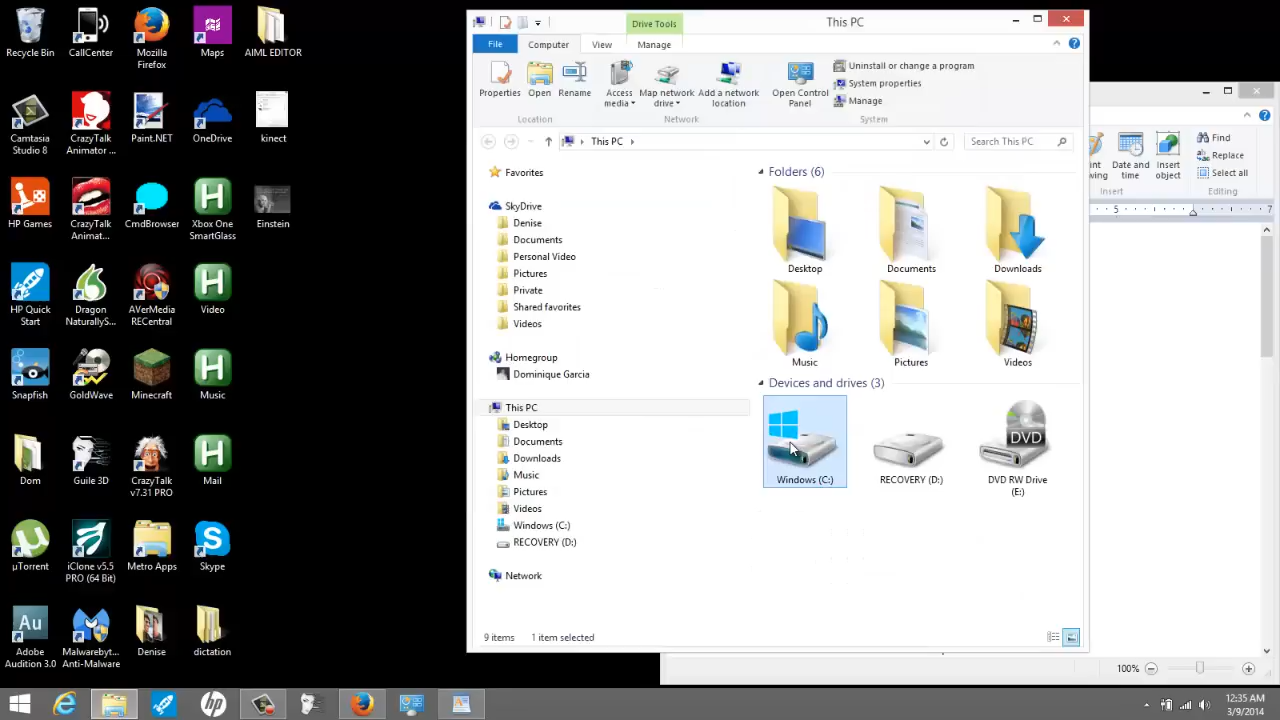 Recycle Bin
CallCenter
Mozilla
Firefox
Maps
AIML EDITOR
Camtasia
Studio 8
CrazyTalk
Animator ...
Paint.NET
OneDrive
kinect
HP Games
CrazyTalk
Animat...
CmdBrowser
Xbox One
SmartGlass
Einstein
HP Quick
Start
Dragon
NaturallyS...
AVerMedia
RECentral
Video
Snapfish
GoldWave
Minecraft
Music
Dom
Guile 3D
CrazyTalk
v7.31 PRO
Mail
µTorrent
iClone v5.5
PRO (64 Bit)
Metro Apps
Skype
Au
Adobe
Audition 3.0
Malwareby...
Anti-Malware
Denise
dictation
Drive Tools
This PC
File
Computer
View
Manage
Properties
Open
Rename
Access
media
Map network
drive
Add a network
location
Open Control
Panel
Uninstall or change a program
System properties
Manage
Location
Network
System
This PC
Search This PC
Favorites
SkyDrive
Denise
Documents
Personal Video
Pictures
Private
Shared favorites
Videos
Homegroup
Dominique Garcia
This PC
Desktop
Documents
Downloads
Music
Pictures
Videos
Windows (C:)
RECOVERY (D:)
Network
Folders (6)
Desktop
Documents
Downloads
Music
Pictures
Videos
Devices and drives (3)
Windows (C:)
RECOVERY (D:)
DVD
DVD RW Drive
(E:)
9 items
1 item selected
Date and
time
Insert
object
Find
Replace
Select all
Insert
Editing
5
7
100%
hp
12:35 AM
3/9/2014